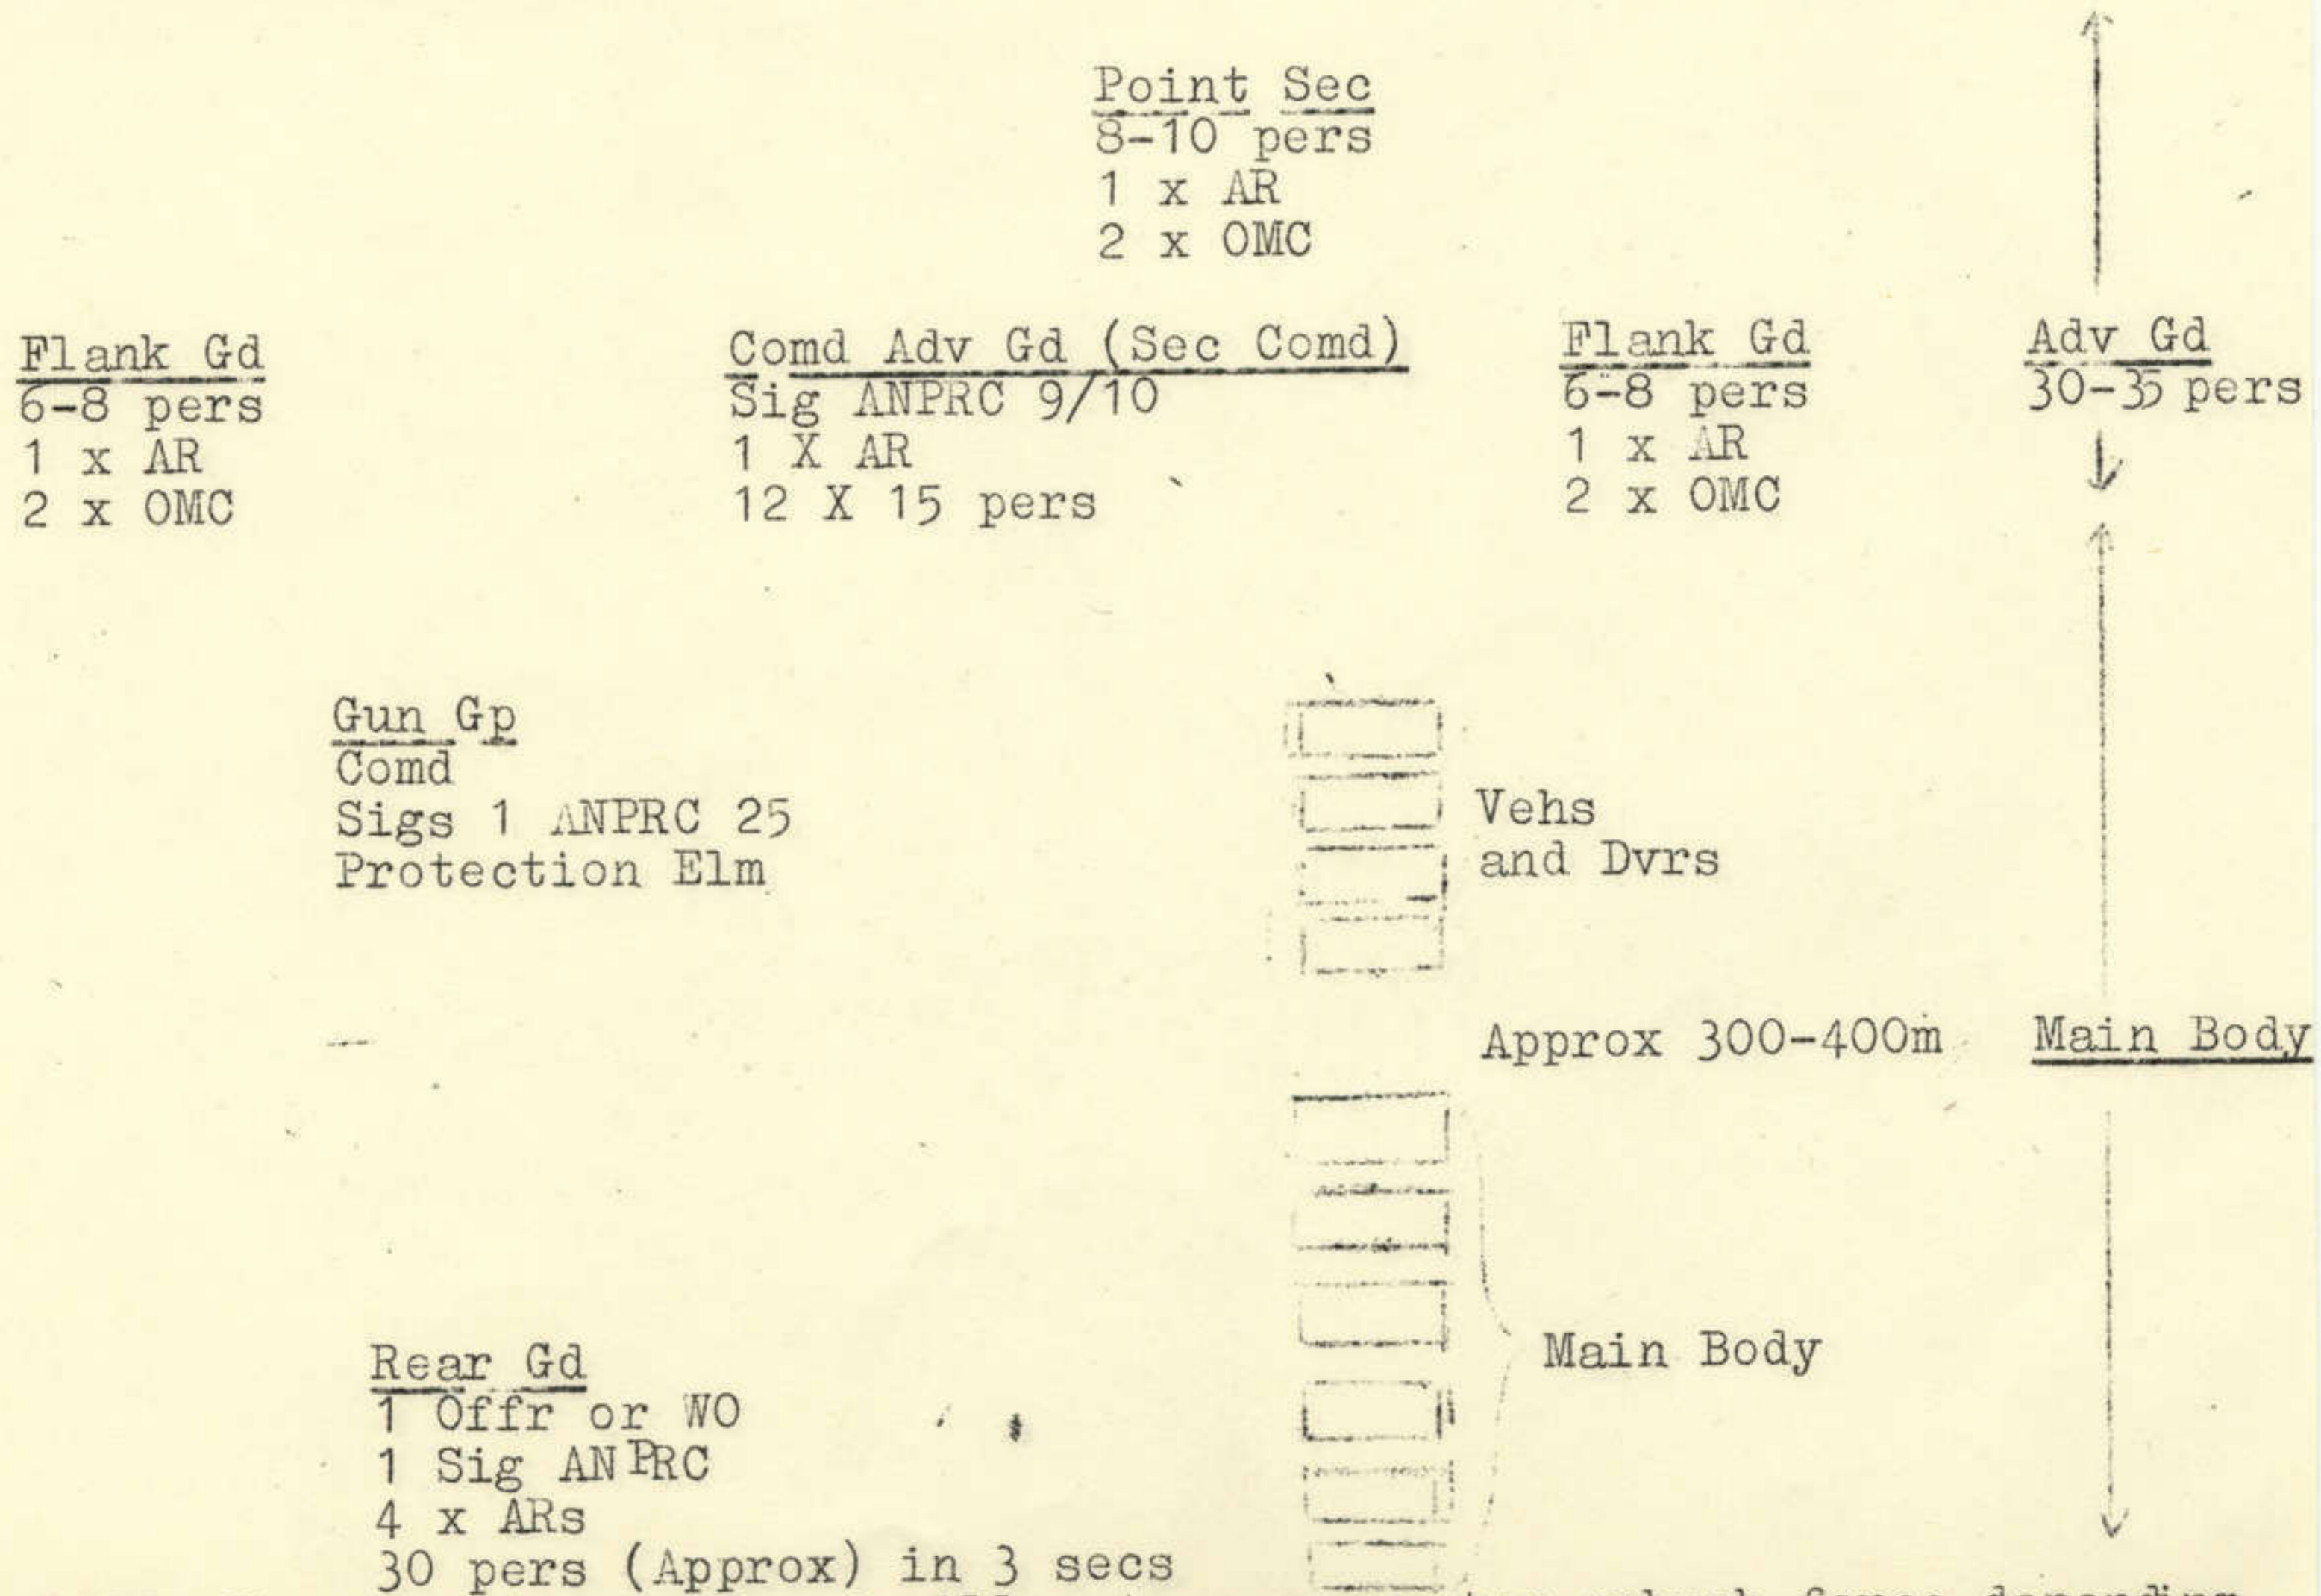 Point Sec
8-10 pers
1 x AR
2 x OMC
Flank Gd
6-8 pers
1 x AR
2 x OMC
Comd Adv Gd (Sec Comd)
Sig ANPRC 9/10
1 X AR
12 X 15 pers
Flank Gd
6-8 pers
1 x AR
2 x OMC
Adv Gd
30-35 pers
Gun Gp
Comd
Sigs 1 ANPRC 25
Protection Elm
Vehs
and Dvrs
Approx 300-400m
Main Body
Rear Gd
1 Offr or WO
1 Sig ANPRC
4 x ARs
30 pers (Approx) in 3 secs
Main Body
depending